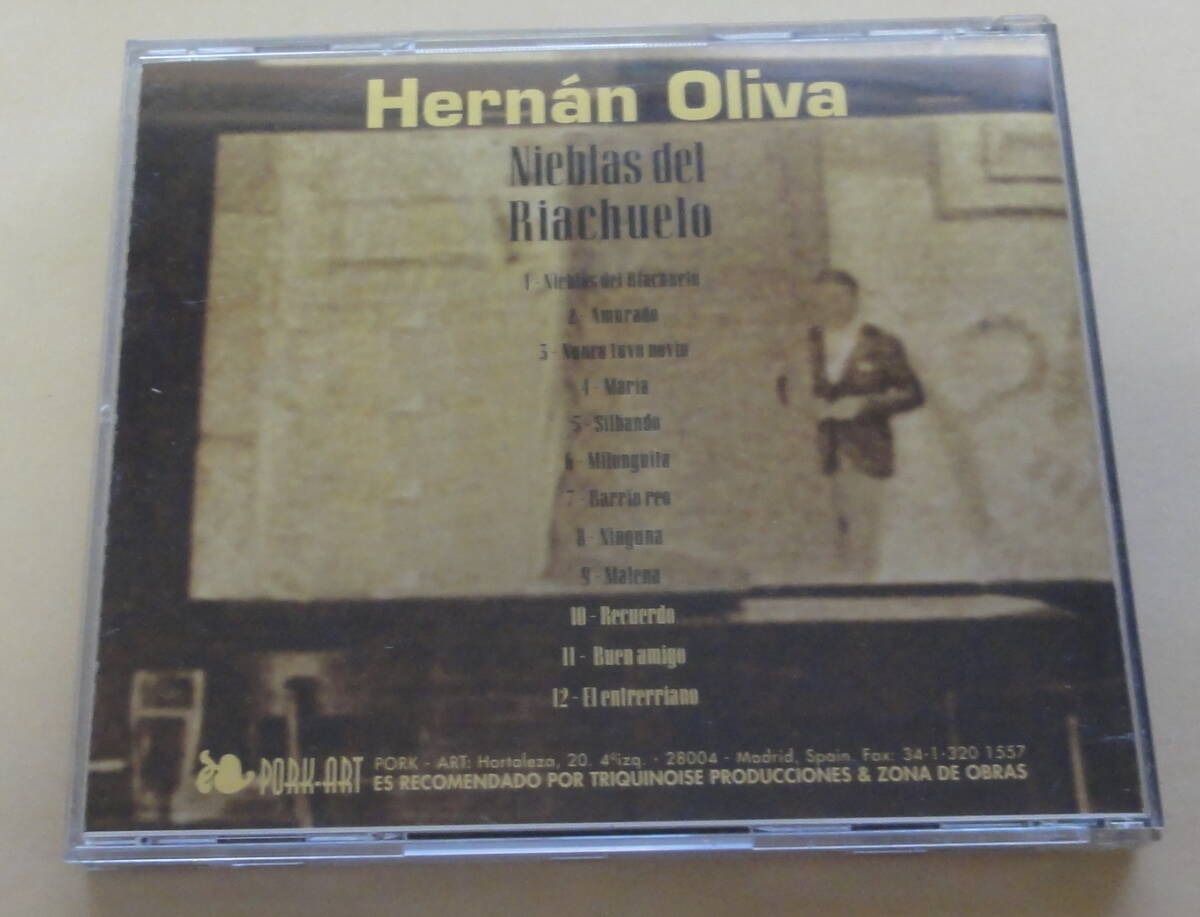 Hernán Oliva
Nieblas del
Riachuelo
1 - Nieblas del Riachuelo
2 - Amurado
3 - Nunca tuvo novio
4 - Maria
5 - Silbando
6 - Milonguita
7 - Barrio reo
8 - Ninguna
9 - Malena
10 - Recuerdo
11 - Buen amigo
12 - El entrerriano
PORK-ART
PORK - ART: Hortaleza, 20. 4ºizq. - 28004 - Madrid, Spain. Fax: 34-1-320 1557
ES RECOMENDADO POR TRIQUINOISE PRODUCCIONES & ZONA DE OBRAS